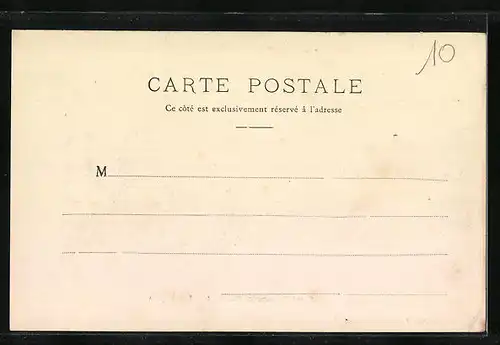 10
CARTE POSTALE
Ce côté est exclusivement réservé à l'adresse
M